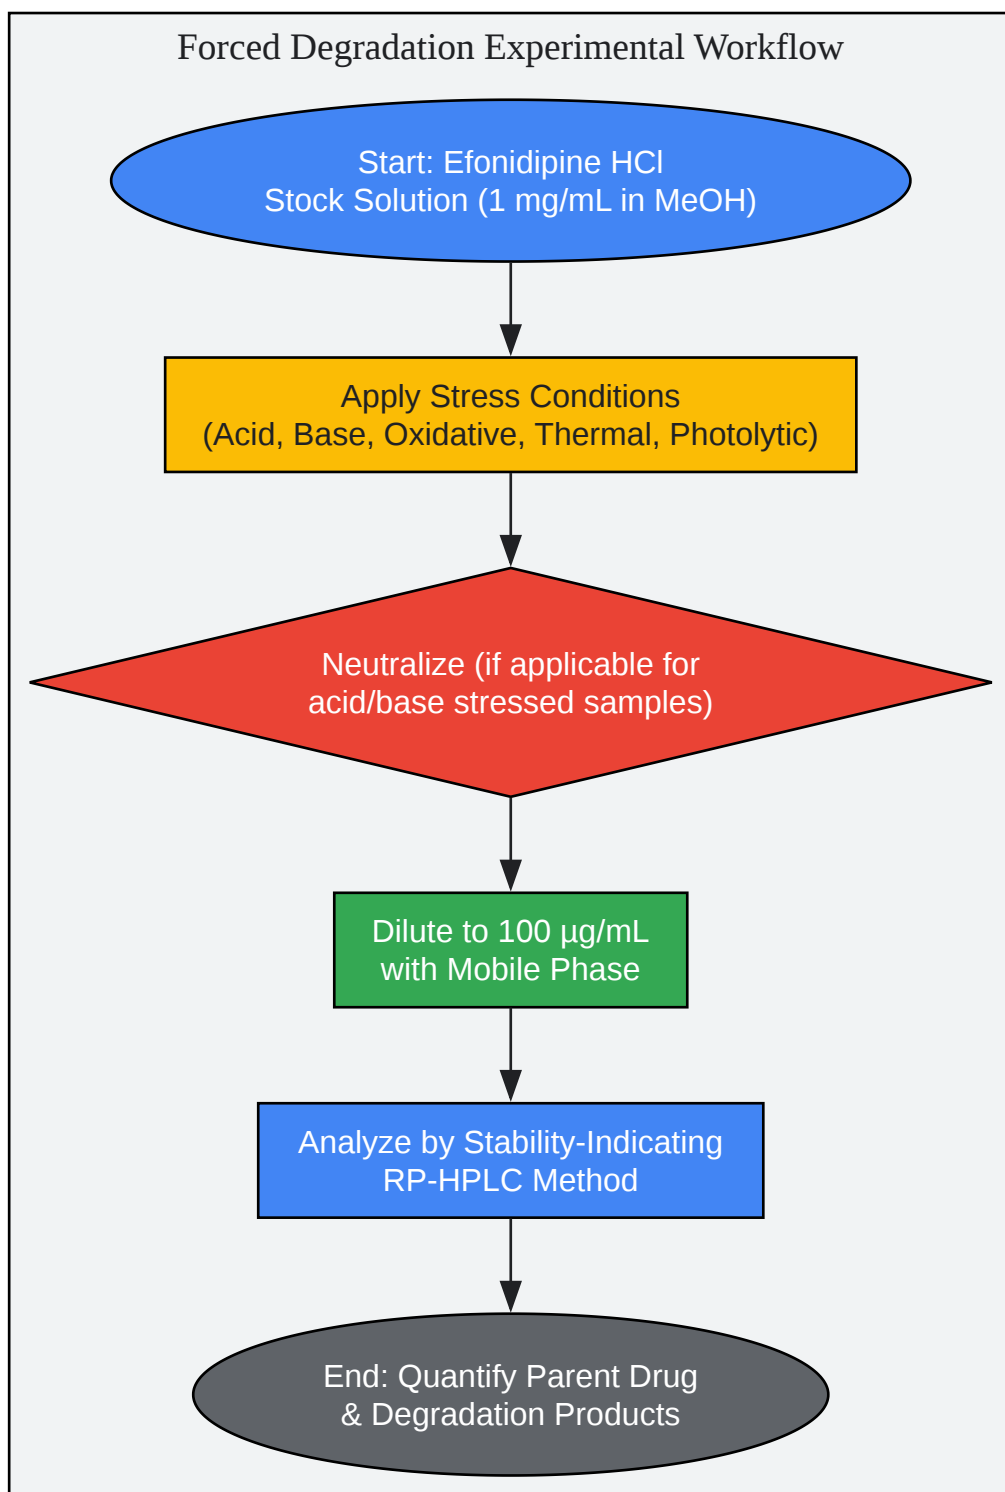 Forced Degradation Experimental Workflow
Start: Efonidipine HCl
Stock Solution (1 mg/mL in MeOH)
Apply Stress Conditions
(Acid, Base, Oxidative, Thermal, Photolytic)
Neutralize (if applicable for
acid/base stressed samples)
Dilute to 100 µg/mL
with Mobile Phase
Analyze by Stability-Indicating
RP-HPLC Method
End: Quantify Parent Drug
& Degradation Products